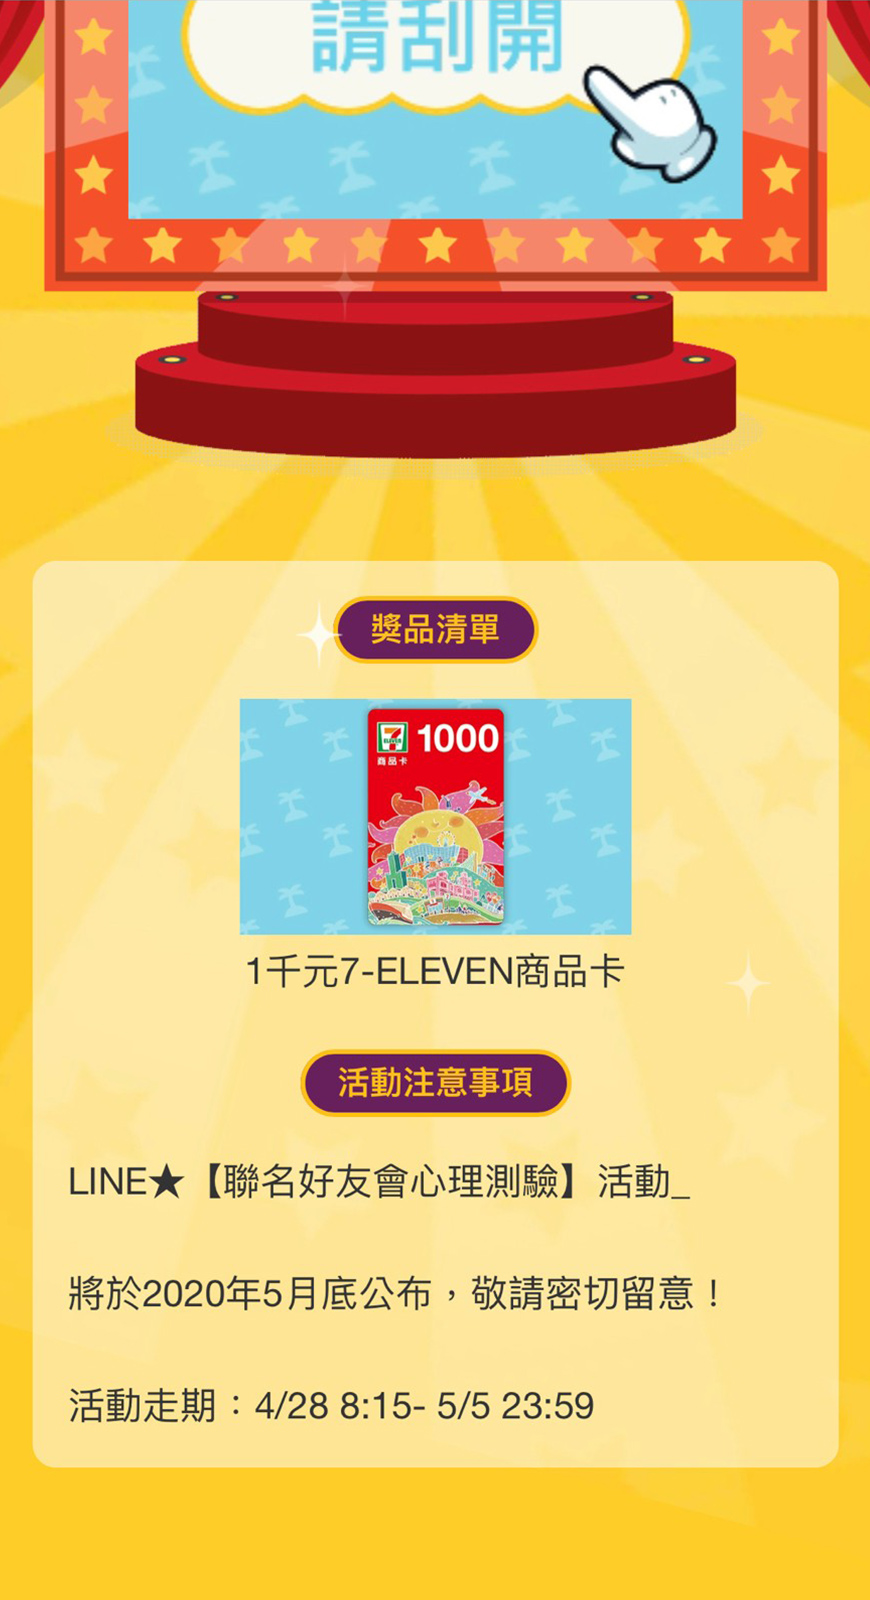 請刮開
獎品清單
7
ELEVEN
1000
商品卡
1千元7-ELEVEN商品卡
活動注意事項
LINE★【聯名好友會心理測驗】活動_
將於2020年5月底公布，敬請密切留意！
活動走期：4/28 8:15- 5/5 23:59